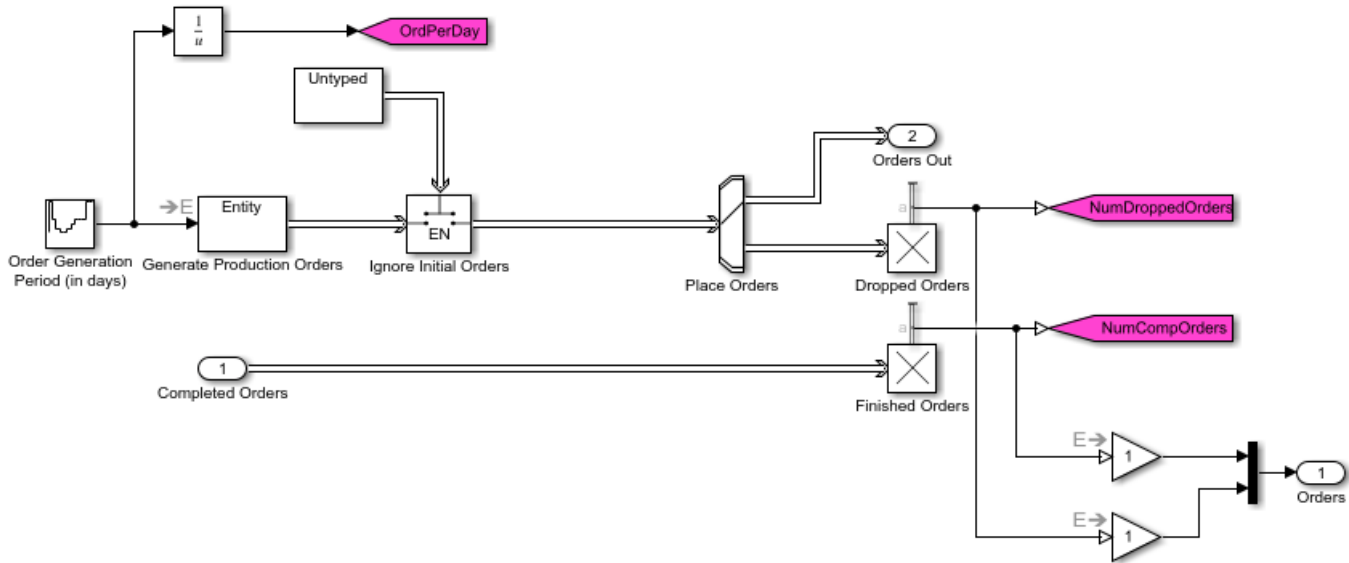 1
u
OrdPerDay
Untyped
2
Orders Out
E
Entity
EN
a
NumDroppedOrders
Order Generation
Period (in days)
Generate Production Orders
Ignore Initial Orders
Place Orders
Dropped Orders
a
NumCompOrders
1
Completed Orders
Finished Orders
E
1
1
Orders
E
1